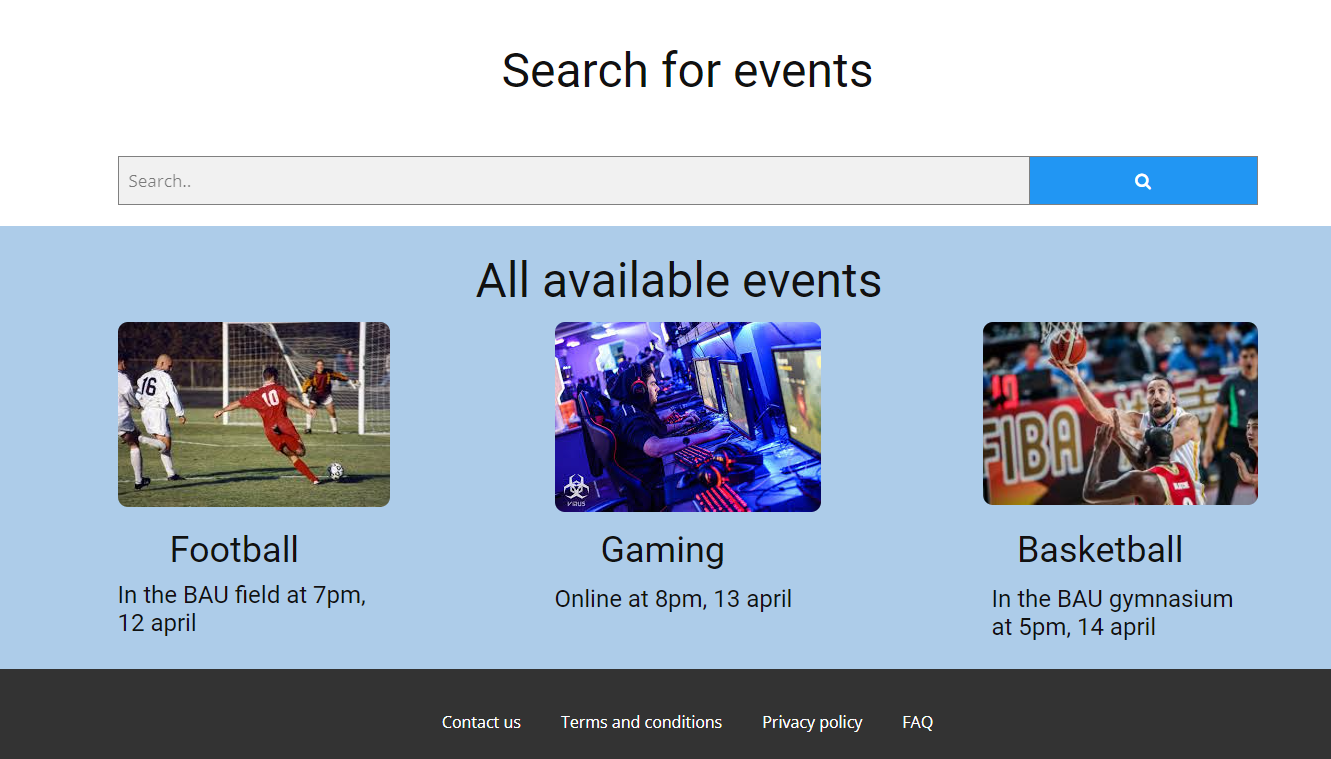 Search for events
Search..
All available events
16
10
FIBA
VIRUS
Football
Gaming
Basketball
In the BAU field at 7pm,
12 april
Online at 8pm, 13 april
In the BAU gymnasium
at 5pm, 14 april
Contact us Terms and conditions Privacy policy FAQ